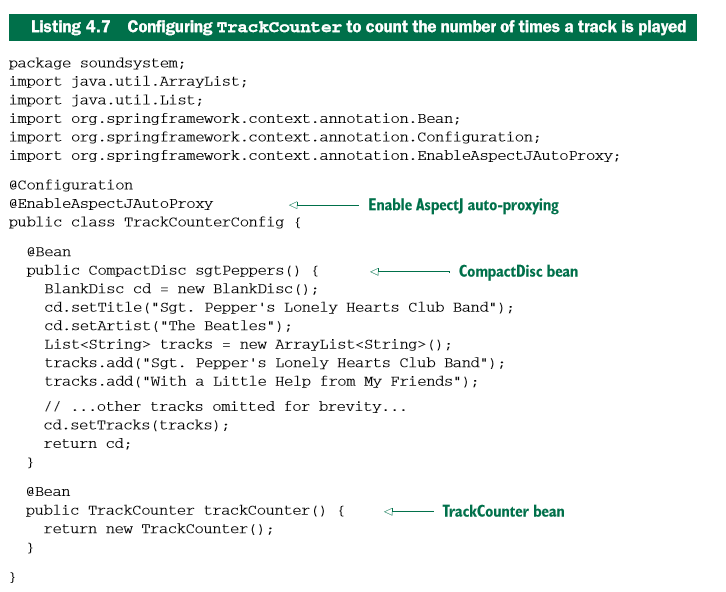 Listing 4.7 Configuring TrackCounter to count the number of times a track is played
package soundsystem;
import java.util.ArrayList;
import java.util.List;
import org.springframework.context.annotation.Bean;
import org.springframework.context.annotation.Configuration;
import org.springframework.context.annotation.EnableAspectJAutoProxy;
@Configuration
@EnableAspectJAutoProxy Enable AspectJ auto-proxying
public class TrackCounterConfig {
@Bean
public CompactDisc sgtPeppers() { CompactDisc bean
BlankDisc cd = new BlankDisc();
cd.setTitle("Sgt. Pepper's Lonely Hearts Club Band");
cd.setArtist("The Beatles");
List<String> tracks = new ArrayList<String>();
tracks.add("Sgt. Pepper's Lonely Hearts Club Band");
tracks.add("With a Little Help from My Friends");
// ...other tracks omitted for brevity...
cd.setTracks(tracks);
return cd;
}
@Bean
public TrackCounter trackCounter() { TrackCounter bean
return new TrackCounter();
}
}